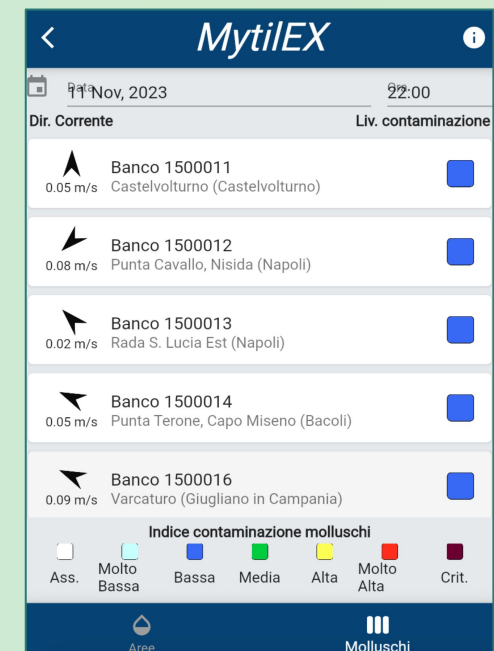 MytilEX
Data
11 Nov, 2023
Ora
22:00
Dir. Corrente
Liv. contaminazione
Banco 1500011
0.05 m/s
Castelvolturno (Castelvolturno)
Banco 1500012
0.08 m/s
Punta Cavallo, Nisida (Napoli)
Banco 1500013
0.02 m/s
Rada S. Lucia Est (Napoli)
Banco 1500014
0.05 m/s
Punta Terone, Capo Miseno (Bacoli)
Banco 1500016
0.09 m/s
Varcaturo (Giugliano in Campania)
Indice contaminazione molluschi
Ass.
Molto
Bassa
Bassa
Media
Alta
Molto
Alta
Crit.
Aree
Molluschi